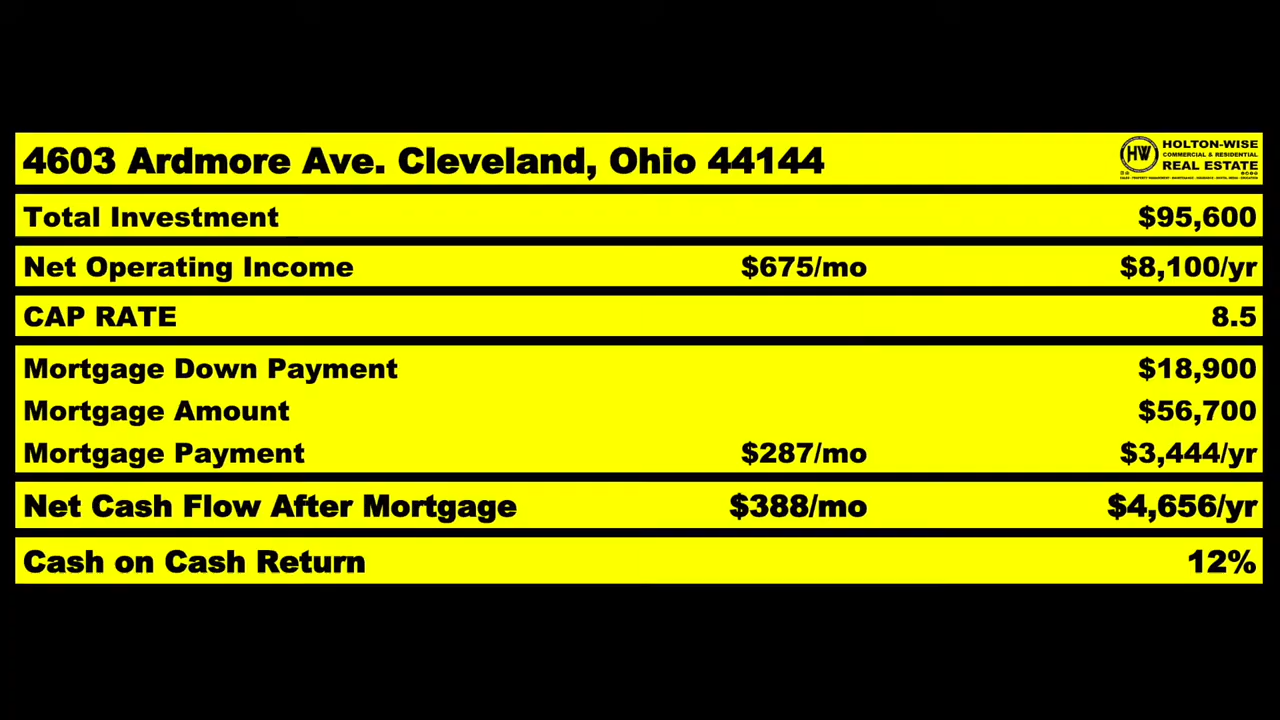 4603 Ardmore Ave. Cleveland, Ohio 44144
HW
HOLTON-WISE
COMMERCIAL & RESIDENTIAL
REAL ESTATE
Total Investment $95,600
Net Operating Income $675/mo $8,100/yr
CAP RATE 8.5
Mortgage Down Payment $18,900
Mortgage Amount $56,700
Mortgage Payment $287/mo $3,444/yr
Net Cash Flow After Mortgage $388/mo $4,656/yr
Cash on Cash Return 12%